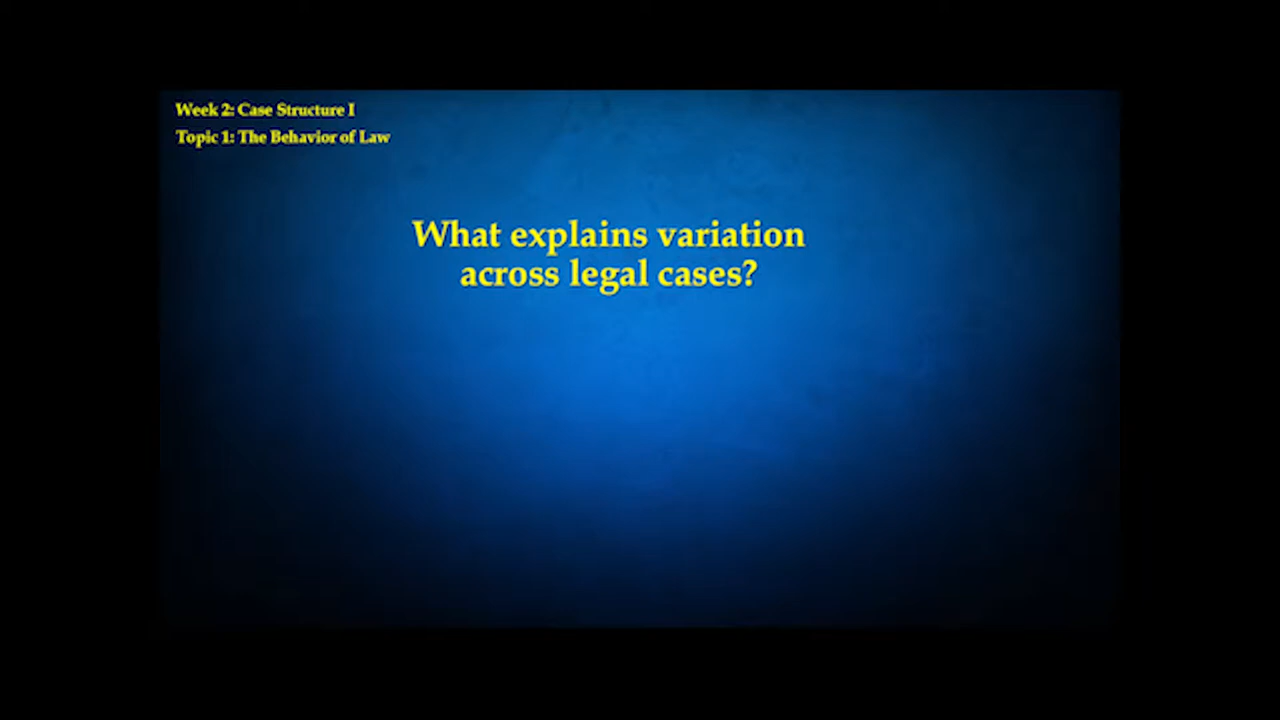 Week 2: Case Structure I
Topic 1: The Behavior of Law
What explains variation
across legal cases?